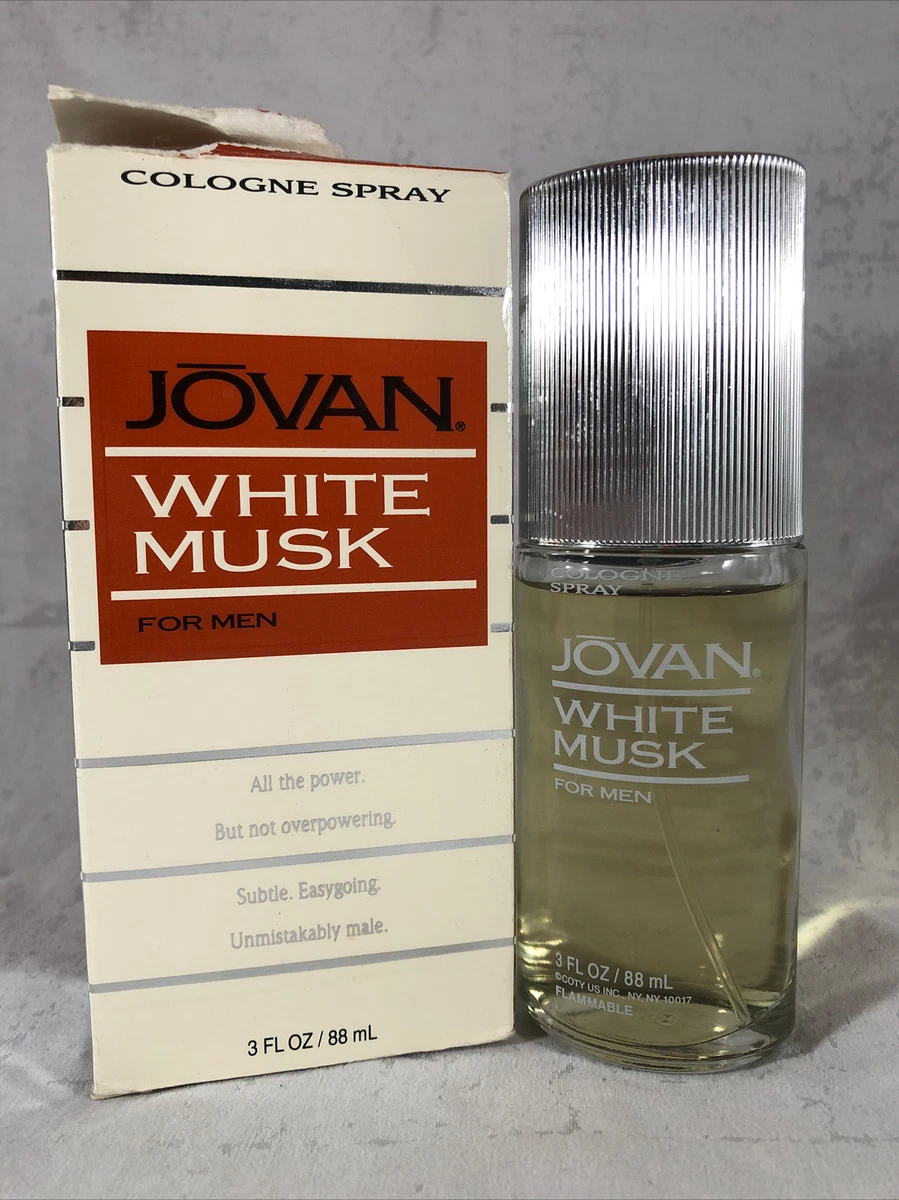 COLOGNE SPRAY
JŌVAN®
WHITE
MUSK
FOR MEN
All the power.
But not overpowering.
Subtle. Easygoing.
Unmistakably male.
3 FL OZ / 88 mL
COLOGNE
SPRAY
JŌVAN®
WHITE
MUSK
FOR MEN
3 FL OZ / 88 mL
©COTY US INC., NY, NY 10017
FLAMMABLE